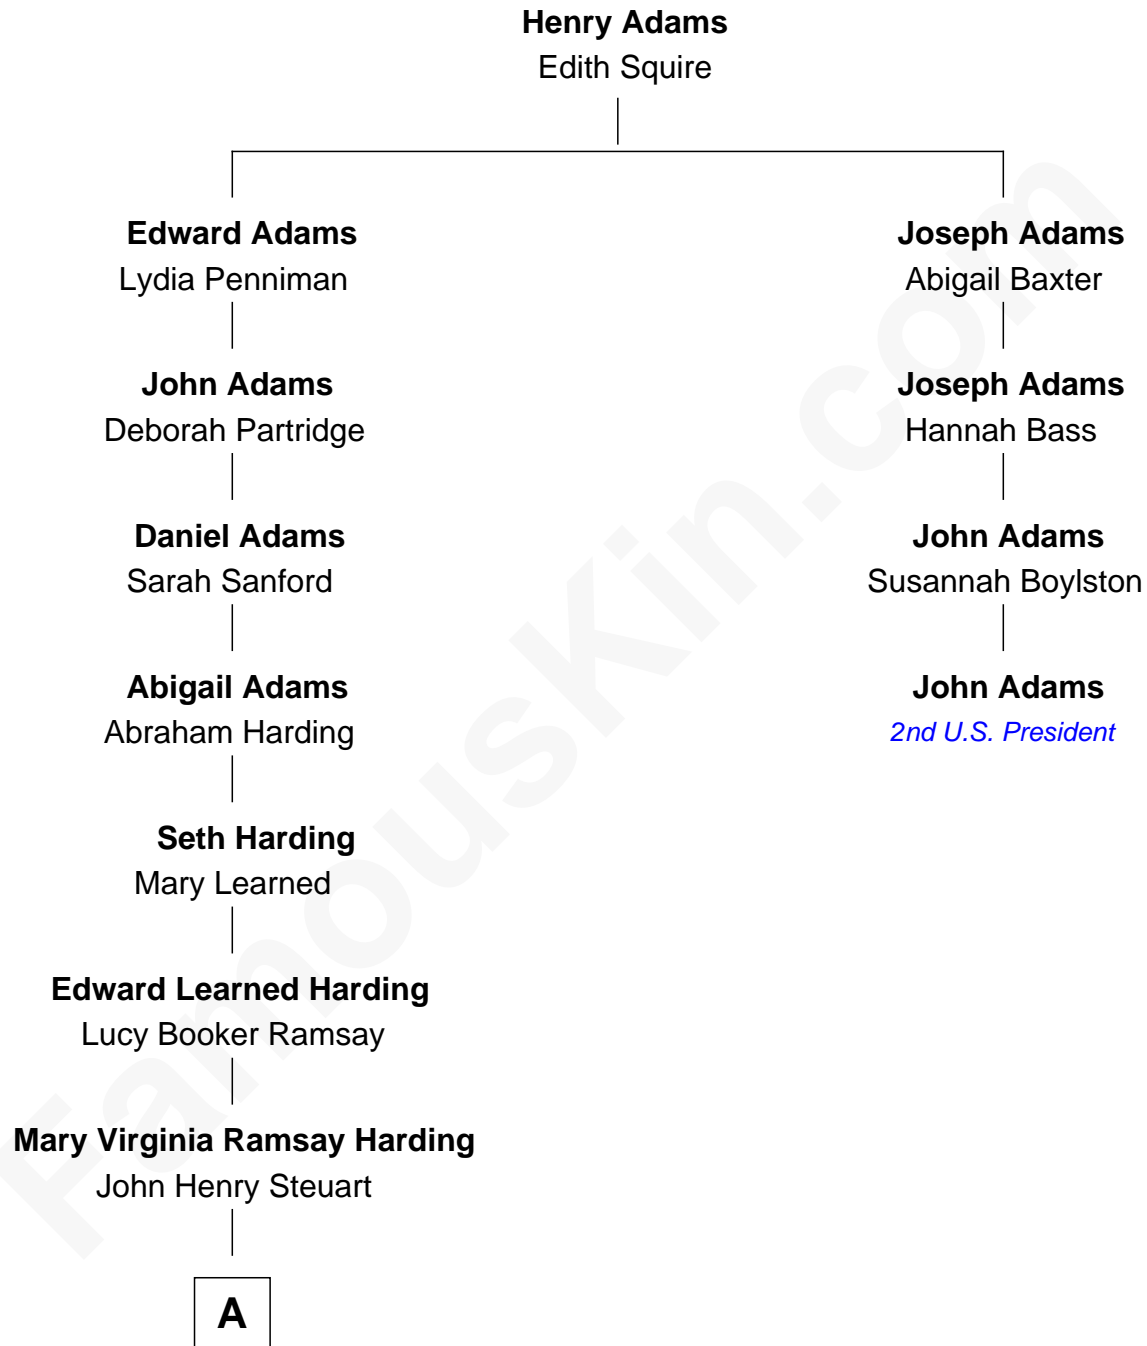 Henry Adams
Edith Squire
Edward Adams
Lydia Penniman
Joseph Adams
Abigail Baxter
John Adams
Deborah Partridge
Joseph Adams
Hannah Bass
Daniel Adams
Sarah Sanford
John Adams
Susannah Boylston
Abigail Adams
Abraham Harding
John Adams
2nd U.S. President
Seth Harding
Mary Learned
Edward Learned Harding
Lucy Booker Ramsay
Mary Virginia Ramsay Harding
John Henry Steuart
A
FamousKin.com